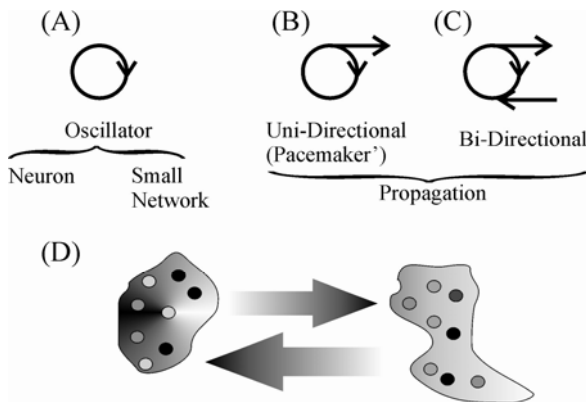 (A)
(B)
(C)
Oscillator
Neuron
Small
Network
Uni-Directional
(Pacemaker’)
Bi-Directional
Propagation
(D)